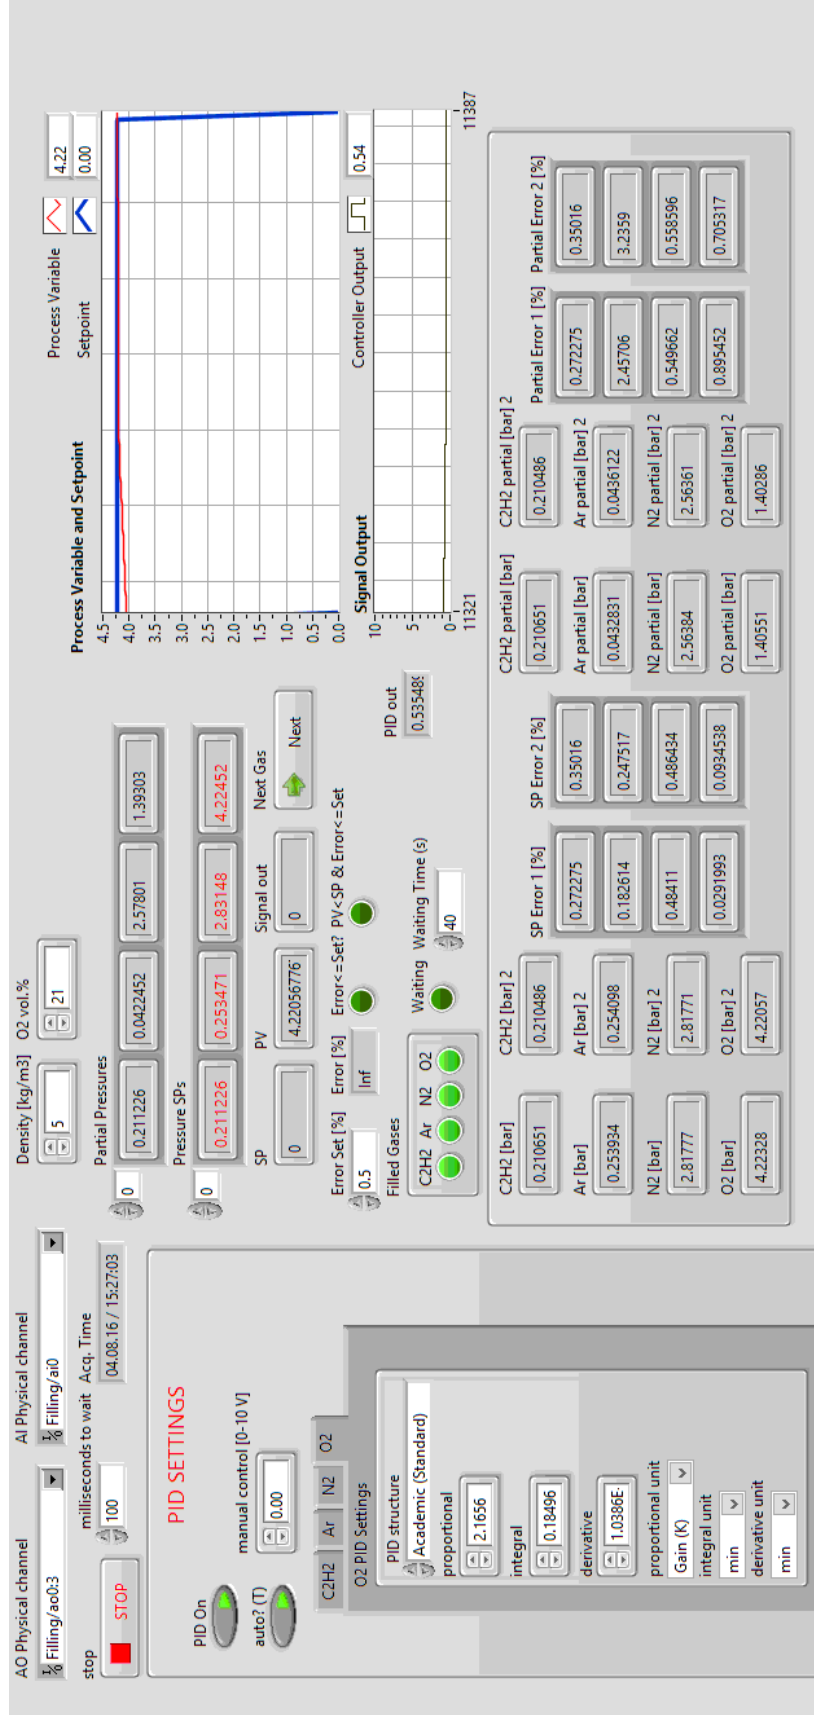 AO Physical channel
Filling/ao0:3
AI Physical channel
Filling/ai0
stop
STOP
milliseconds to wait
100
Acq. Time
04.08.16 / 15:27:03
PID SETTINGS
PID On
auto? (T)
manual control [0-10 V]
0.00
C2H2 Ar N2 O2
O2 PID Settings
PID structure
Academic (Standard)
proportional
2.1656
integral
0.18496
derivative
1.0386E-
proportional unit
Gain (K)
integral unit
min
derivative unit
min
Density [kg/m3] O2 vol.%
5 21
Partial Pressures
0 0.211226 0.0422452 2.57801 1.39303
Pressure SPs
0 0.211226 0.253471 2.83148 4.22452
SP PV Signal out Next Gas
0 4.22056776 0 Next
Error Set [%] Error [%] Error<=Set? PV<SP & Error<=Set
0.5 Inf
Filled Gases
C2H2 Ar N2 O2
Waiting Waiting Time (s)
40
PID out
0.535489
Process Variable and Setpoint
Process Variable 4.22
Setpoint 0.00
4.5
4.0
3.5
3.0
2.5
2.0
1.5
1.0
0.5
0.0
Signal Output
Controller Output 0.54
10
5
0
11321 11387
C2H2 [bar] C2H2 [bar] 2 SP Error 1 [%] SP Error 2 [%] C2H2 partial [bar] C2H2 partial [bar] 2 Partial Error 1 [%] Partial Error 2 [%]
0.210651 0.210486 0.272275 0.35016 0.210651 0.210486 0.272275 0.35016
Ar [bar] Ar [bar] 2 Ar partial [bar] Ar partial [bar] 2
0.253934 0.254098 0.182614 0.247517 0.0432831 0.0436122 2.45706 3.2359
N2 [bar] N2 [bar] 2 N2 partial [bar] N2 partial [bar] 2
2.81777 2.81771 0.48411 0.486434 2.56384 2.56361 0.549662 0.558596
O2 [bar] O2 [bar] 2 O2 partial [bar] O2 partial [bar] 2
4.22328 4.22057 0.0291993 0.0934538 1.40551 1.40286 0.895452 0.705317